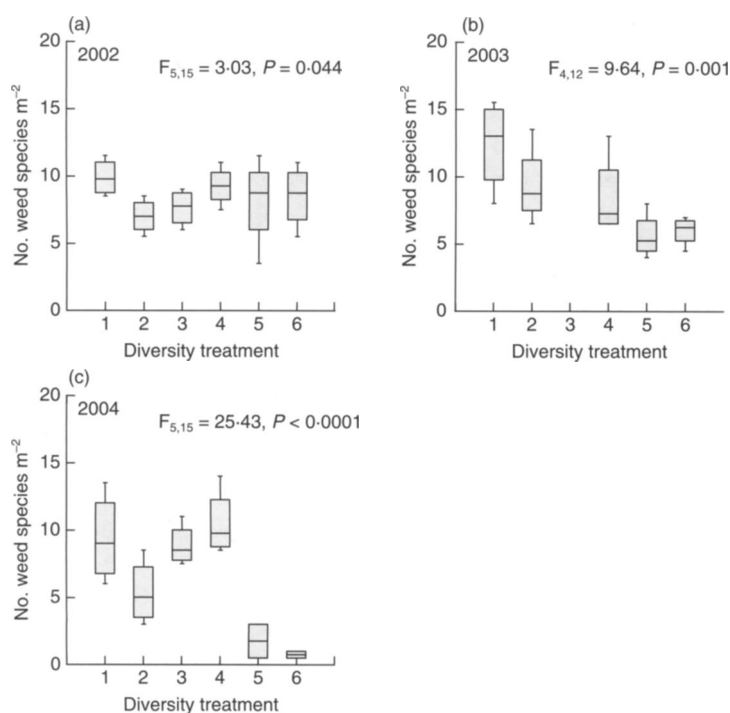 (a)
2002
F5,15 = 3·03, P = 0·044
20
15
10
5
0
No. weed species m−2
1 2 3 4 5 6
Diversity treatment
(b)
2003
F4,12 = 9·64, P = 0·001
20
15
10
5
0
No. weed species m−2
1 2 3 4 5 6
Diversity treatment
(c)
2004
F5,15 = 25·43, P < 0·0001
20
15
10
5
0
No. weed species m−2
1 2 3 4 5 6
Diversity treatment